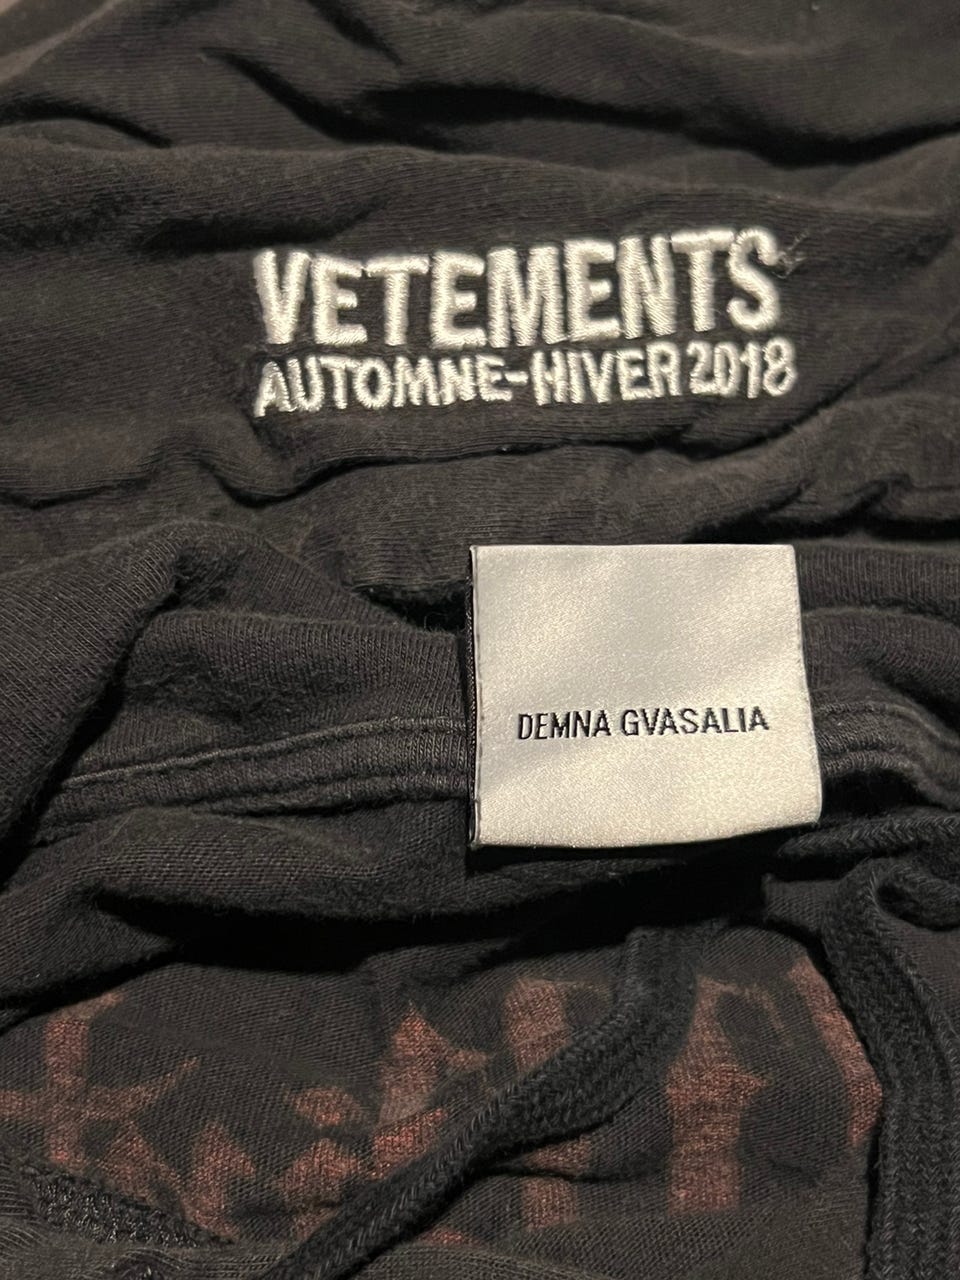 VETEMENTS
AUTOMNE-HIVER 2018
DEMNA GVASALIA